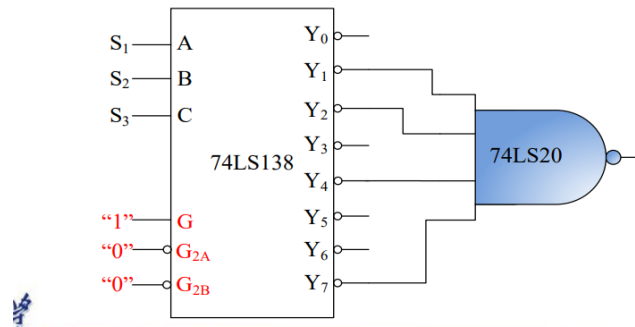 S₁ A Y₀
S₂ B Y₁
S₃ C Y₂
Y₃
74LS138 74LS20
Y₄
“1” G Y₅
“0” G₂A Y₆
“0” G₂B Y₇